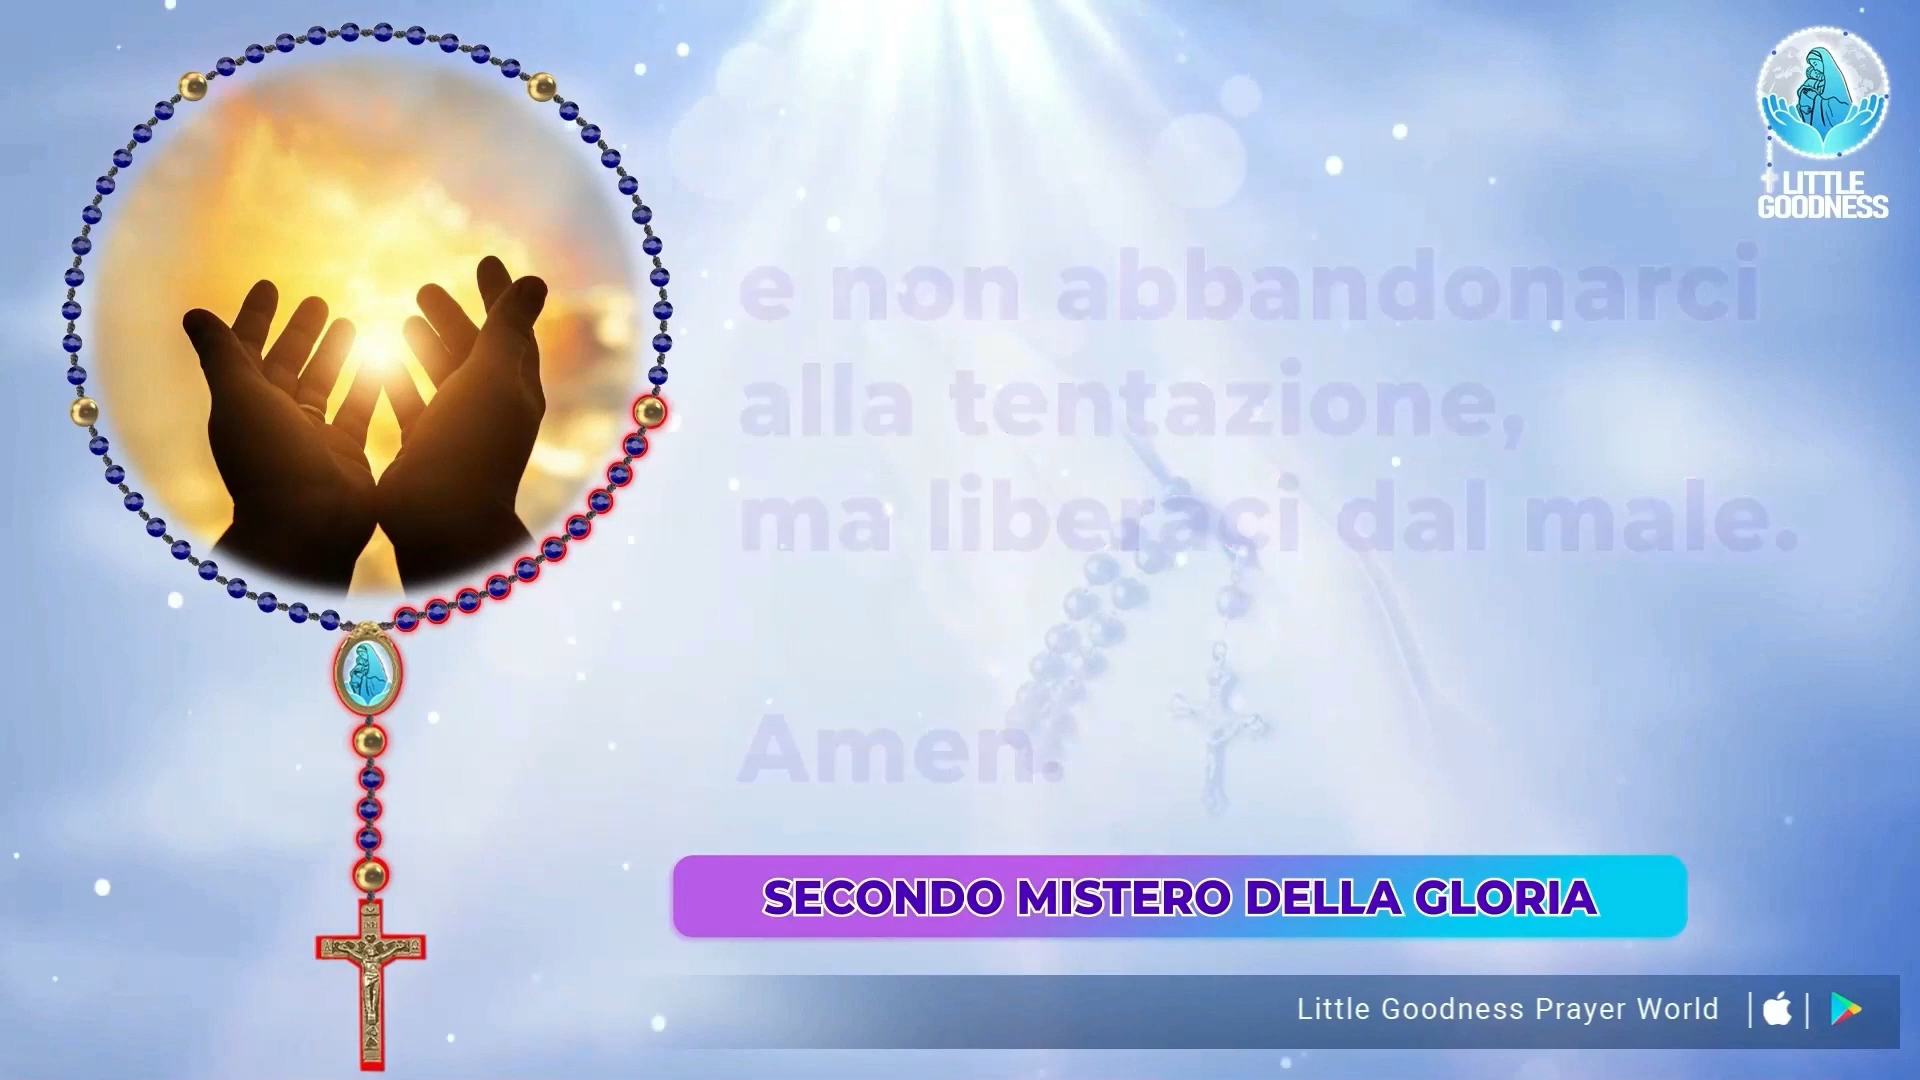 LITTLE
GOODNESS
e non abbandonarci
alla tentazione,
ma liberaci dal male.
Amen.
SECONDO MISTERO DELLA GLORIA
Little Goodness Prayer World